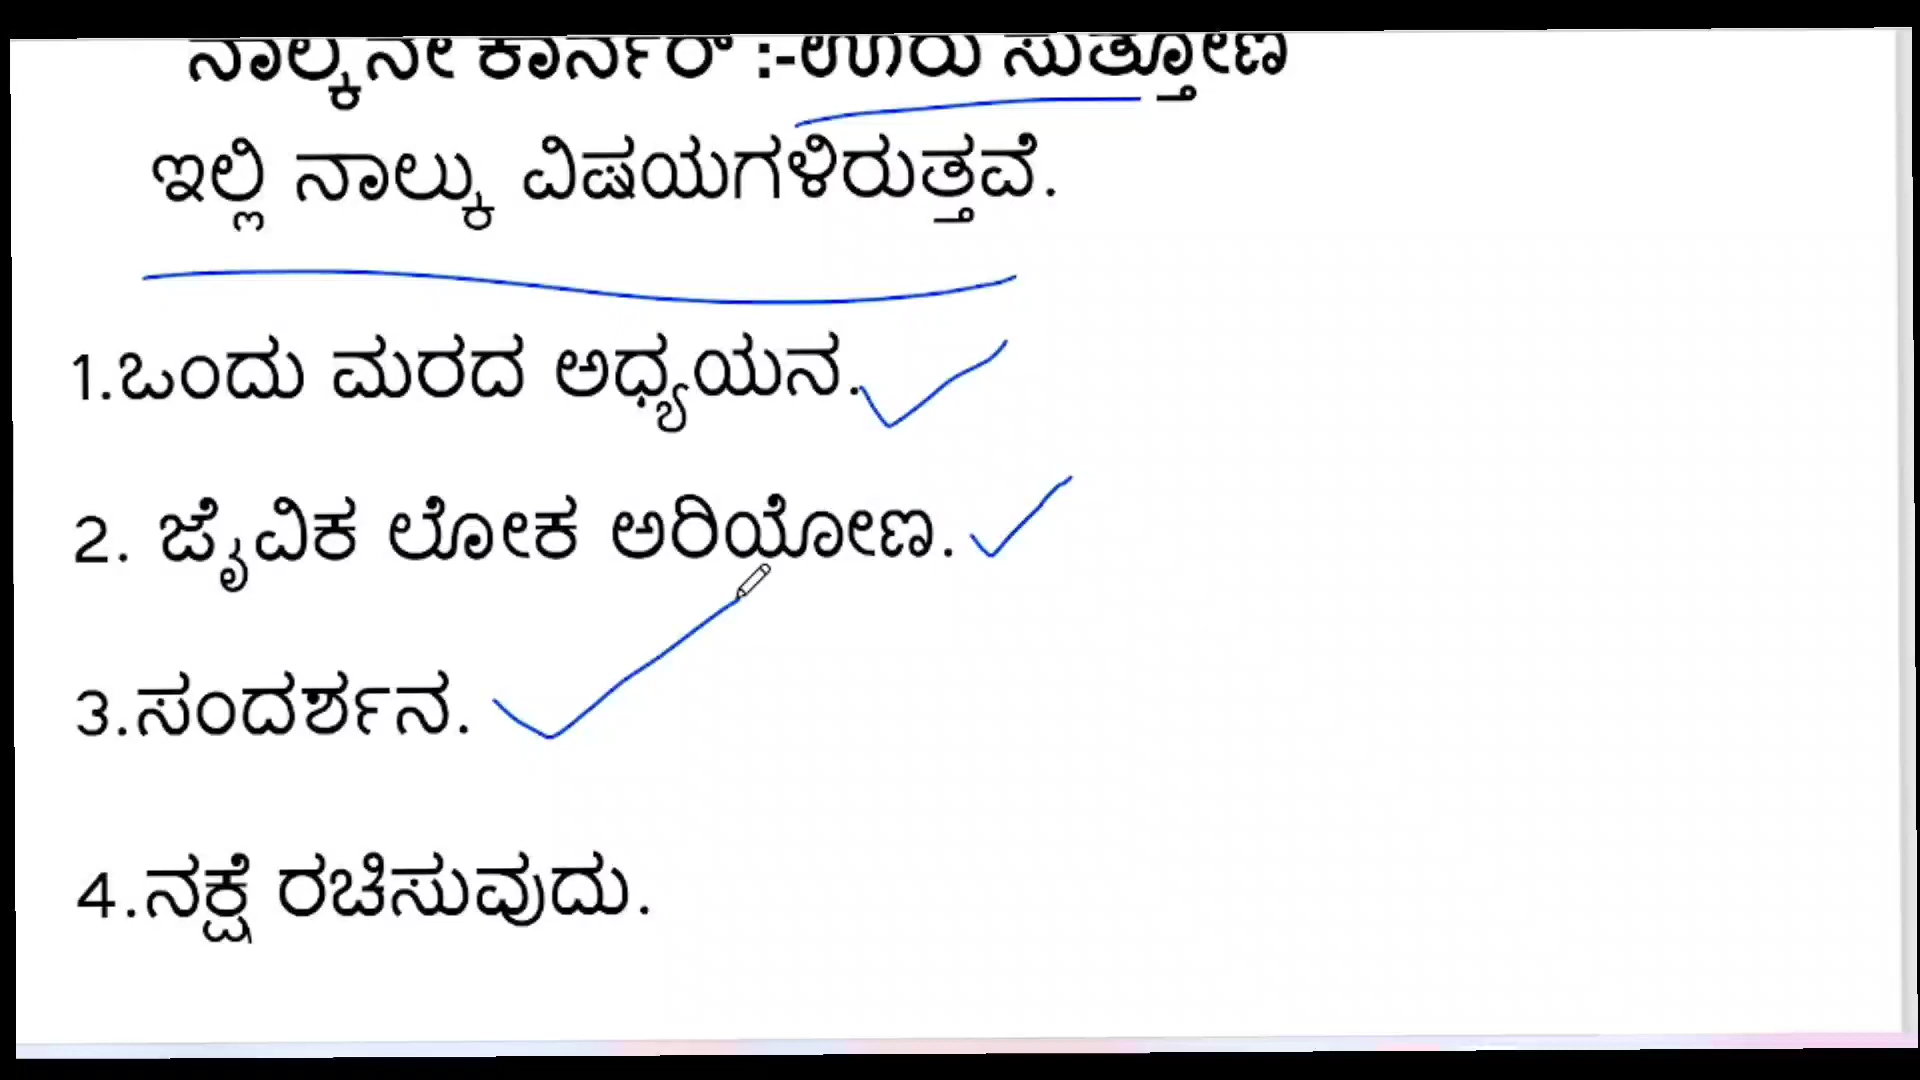 ನಾಲ್ಕನೇ ಕಾರ್ನರ್ :-ಊರು ಸುತ್ತೋಣ
ಇಲ್ಲಿ ನಾಲ್ಕು ವಿಷಯಗಳಿರುತ್ತವೆ.
1.ಒಂದು ಮರದ ಅಧ್ಯಯನ.
2. ಜೈವಿಕ ಲೋಕ ಅರಿಯೋಣ.
3.ಸಂದರ್ಶನ.
4.ನಕ್ಷೆ ರಚಿಸುವುದು.